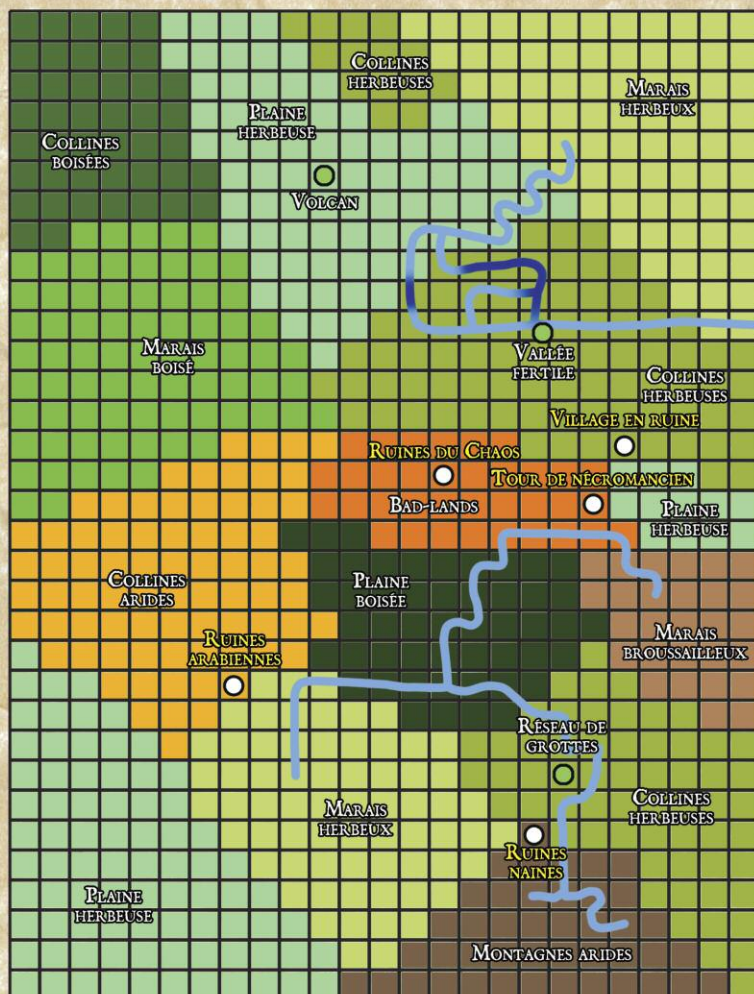 COLLINES
HERBEUSES
MARAIS
HERBEUX
PLAINE
HERBEUSE
COLLINES
BOISÉES
VOLCAN
MARAIS
BOISÉ
VALLÉE
FERTILE
COLLINES
HERBEUSES
VILLAGE EN RUINE
RUINES DU CHAOS
TOUR DE NÉCROMANCIEN
BAD-LANDS
PLAINE
HERBEUSE
COLLINES
ARIDES
PLAINE
BOISÉE
RUINES
ARABIENNES
MARAIS
BROUSSAILLEUX
RÉSEAU DE
GROTTES
MARAIS
HERBEUX
COLLINES
HERBEUSES
RUINES
NAINES
PLAINE
HERBEUSE
MONTAGNES ARIDES